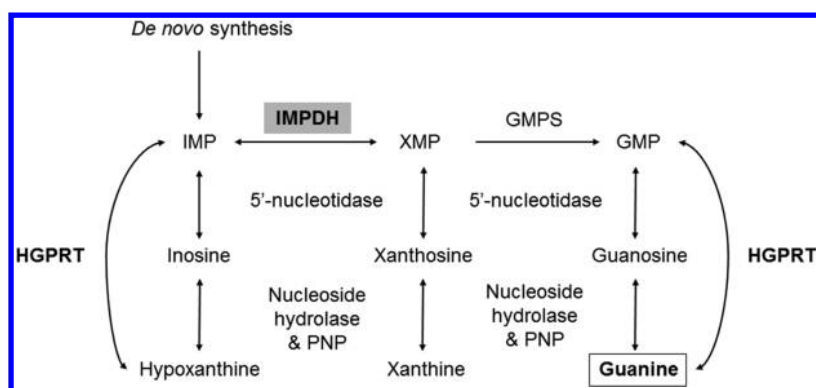 De novo synthesis
IMPDH
GMPS
IMP
XMP
GMP
5'-nucleotidase
5'-nucleotidase
HGPRT
Inosine
Xanthosine
Guanosine
HGPRT
Nucleoside
hydrolase
& PNP
Nucleoside
hydrolase
& PNP
Hypoxanthine
Xanthine
Guanine